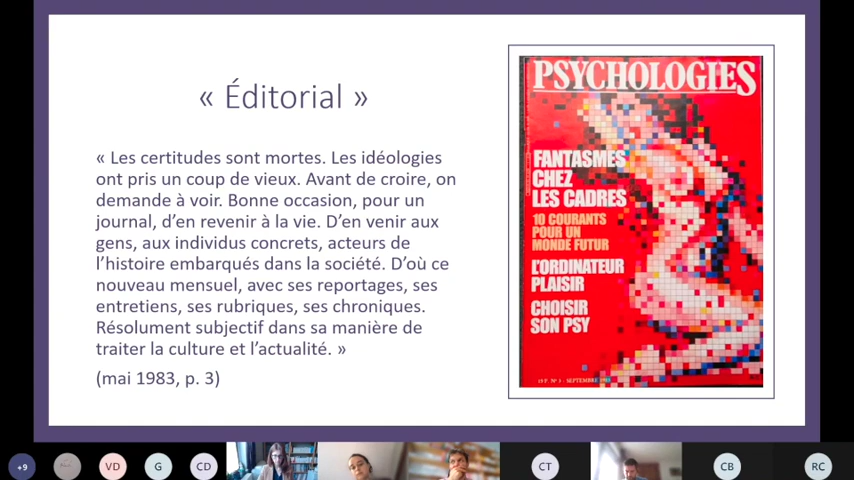 « Éditorial »
« Les certitudes sont mortes. Les idéologies
ont pris un coup de vieux. Avant de croire, on
demande à voir. Bonne occasion, pour un
journal, d’en revenir à la vie. D’en venir aux
gens, aux individus concrets, acteurs de
l’histoire embarqués dans la société. D’où ce
nouveau mensuel, avec ses reportages, ses
entretiens, ses rubriques, ses chroniques.
Résolument subjectif dans sa manière de
traiter la culture et l’actualité. »
(mai 1983, p. 3)
PSYCHOLOGIES
FANTASMES
CHEZ
LES CADRES
10 COURANTS
POUR UN
MONDE FUTUR
L'ORDINATEUR
PLAISIR
CHOISIR
SON PSY
N° 3 - SEPTEMBRE
+9
VD
G
CD
CT
CB
RC